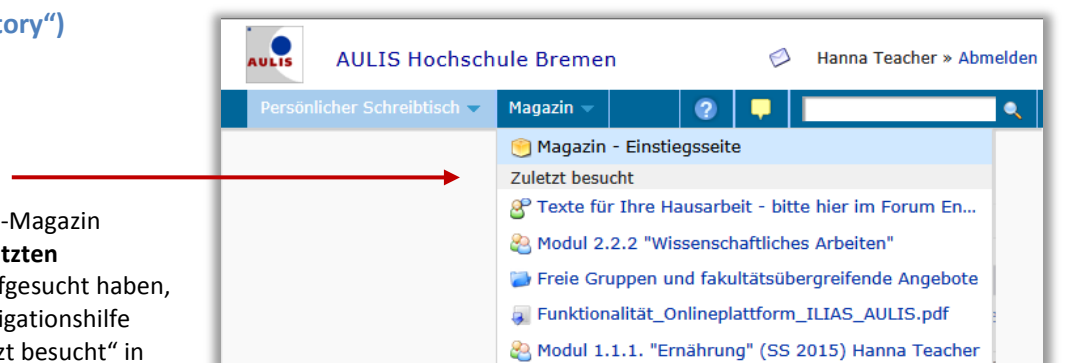 tory“)
-Magazin
tzten
fgesucht haben,
igationshilfe
zt besucht“ in
AULIS
AULIS Hochschule Bremen
Hanna Teacher » Abmelden
Persönlicher Schreibtisch
Magazin
?
Magazin - Einstiegsseite
Zuletzt besucht
Texte für Ihre Hausarbeit - bitte hier im Forum En...
Modul 2.2.2 "Wissenschaftliches Arbeiten"
Freie Gruppen und fakultätsübergreifende Angebote
Funktionalität_Onlineplattform_ILIAS_AULIS.pdf
Modul 1.1.1. "Ernährung" (SS 2015) Hanna Teacher